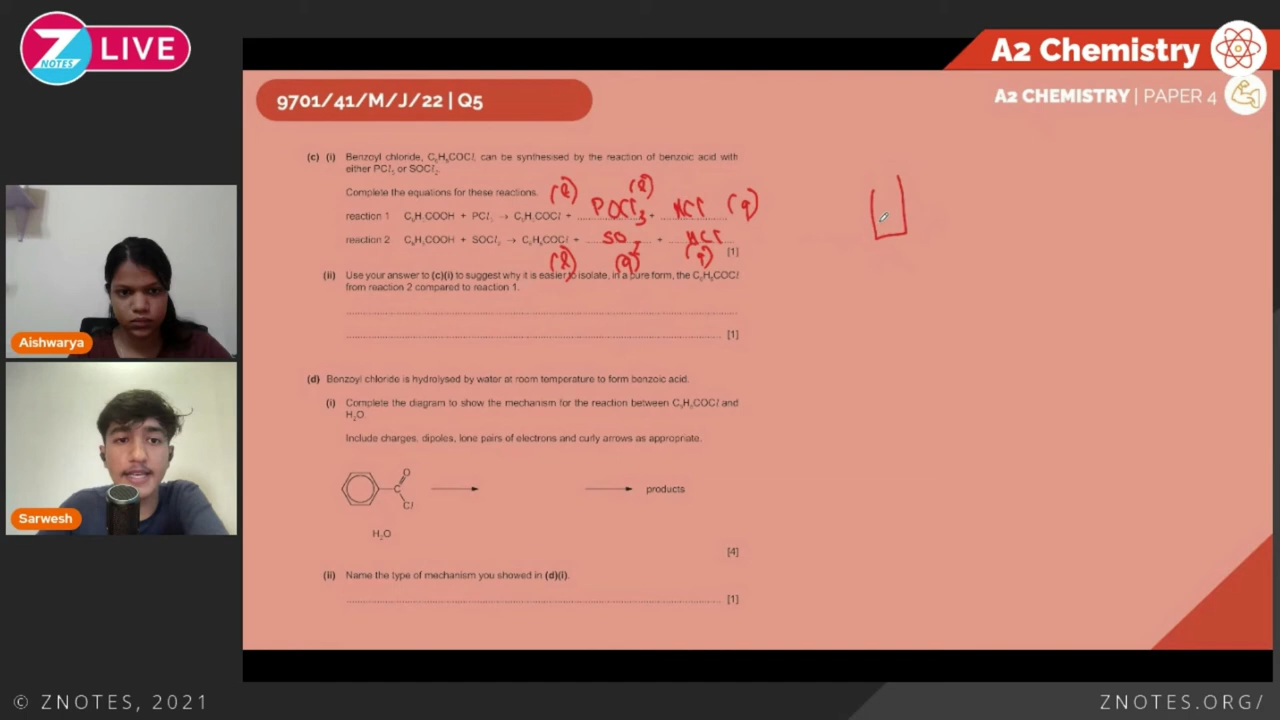 Z NOTES LIVE
A2 Chemistry
A2 CHEMISTRY | PAPER 4
9701/41/M/J/22 | Q5
(c) (i) Benzoyl chloride, C₆H₅COCl, can be synthesised by the reaction of benzoic acid with
either PCl₅ or SOCl₂.
Complete the equations for these reactions.
(l) (l)
reaction 1 C₆H₅COOH + PCl₅ → C₆H₅COCl + POCl₃ + HCl (g)
reaction 2 C₆H₅COOH + SOCl₂ → C₆H₅COCl + SO₂ + HCl
[1]
(l) (g) (g)
(ii) Use your answer to (c)(i) to suggest why it is easier to isolate, in a pure form, the C₆H₅COCl
from reaction 2 compared to reaction 1.
[1]
(d) Benzoyl chloride is hydrolysed by water at room temperature to form benzoic acid.
(i) Complete the diagram to show the mechanism for the reaction between C₆H₅COCl and
H₂O.
Include charges, dipoles, lone pairs of electrons and curly arrows as appropriate.
O
C
Cl
products
H₂O
[4]
(ii) Name the type of mechanism you showed in (d)(i).
[1]
Aishwarya
Sarwesh
© ZNOTES, 2021
ZNOTES.ORG/